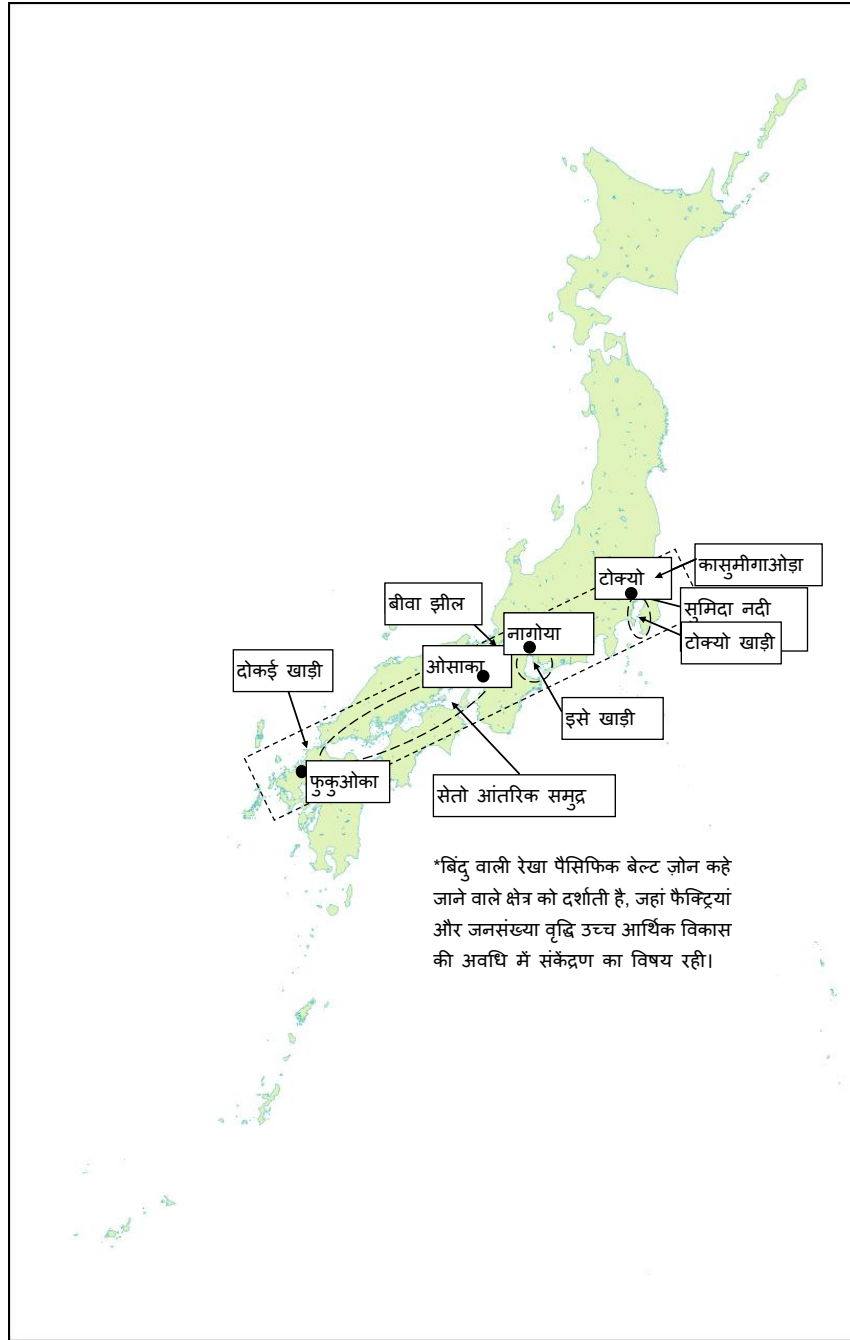 कासुमीगाओड़ा
टोक्यो
बीवा झील
सुमिदा नदी
नागोया
टोक्यो खाड़ी
ओसाका
दोकई खाड़ी
इसे खाड़ी
फुकुओका
सेतो आंतरिक समुद्र
*बिंदु वाली रेखा पैसिफिक बेल्ट ज़ोन कहे
जाने वाले क्षेत्र को दर्शाती है, जहां फैक्ट्रियां
और जनसंख्या वृद्धि उच्च आर्थिक विकास
की अवधि में संकेंद्रण का विषय रही।